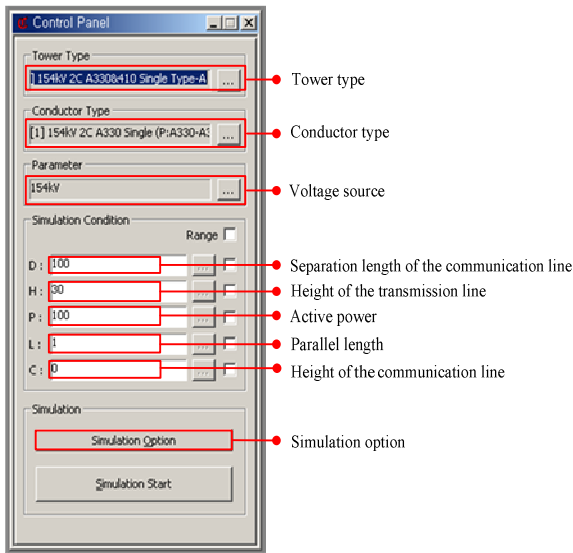 Control Panel
Tower Type
] 154kV 2C A330&410 Single Type-A
...
Tower type
Conductor Type
[1] 154kV 2C A330 Single (P:A330-A3
...
Conductor type
Parameter
154kV
...
Voltage source
Simulation Condition
Range
D : 100 ... Separation length of the communication line
H : 30 ... Height of the transmission line
P : 100 ... Active power
L : 1 ... Parallel length
C : 0 ... Height of the communication line
Simulation
Simulation Option
Simulation option
Simulation Start